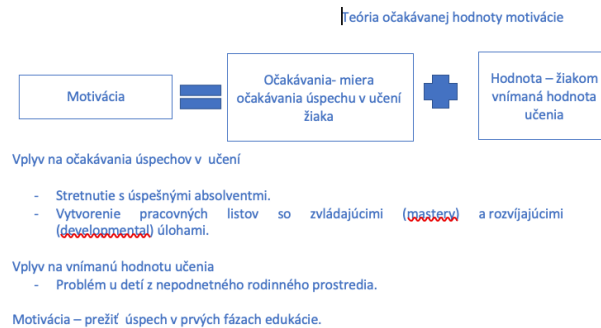 Teória očakávanej hodnoty motivácie
Motivácia
Očakávania- miera
očakávania úspechu v učení
žiaka
Hodnota – žiakom
vnímaná hodnota
učenia
Vplyv na očakávania úspechov v učení
- Stretnutie s úspešnými absolventmi.
- Vytvorenie pracovných listov so zvládajúcimi (mastery) a rozvíjajúcimi
(developmental) úlohami.
Vplyv na vnímanú hodnotu učenia
- Problém u detí z nepodnetného rodinného prostredia.
Motivácia – prežiť úspech v prvých fázach edukácie.